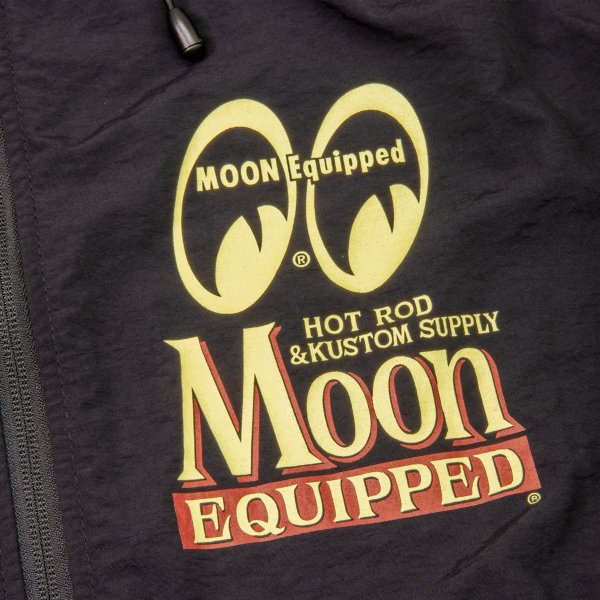 MOON Equipped
®
HOT ROD
&KUSTOM SUPPLY
Moon
EQUIPPED
®